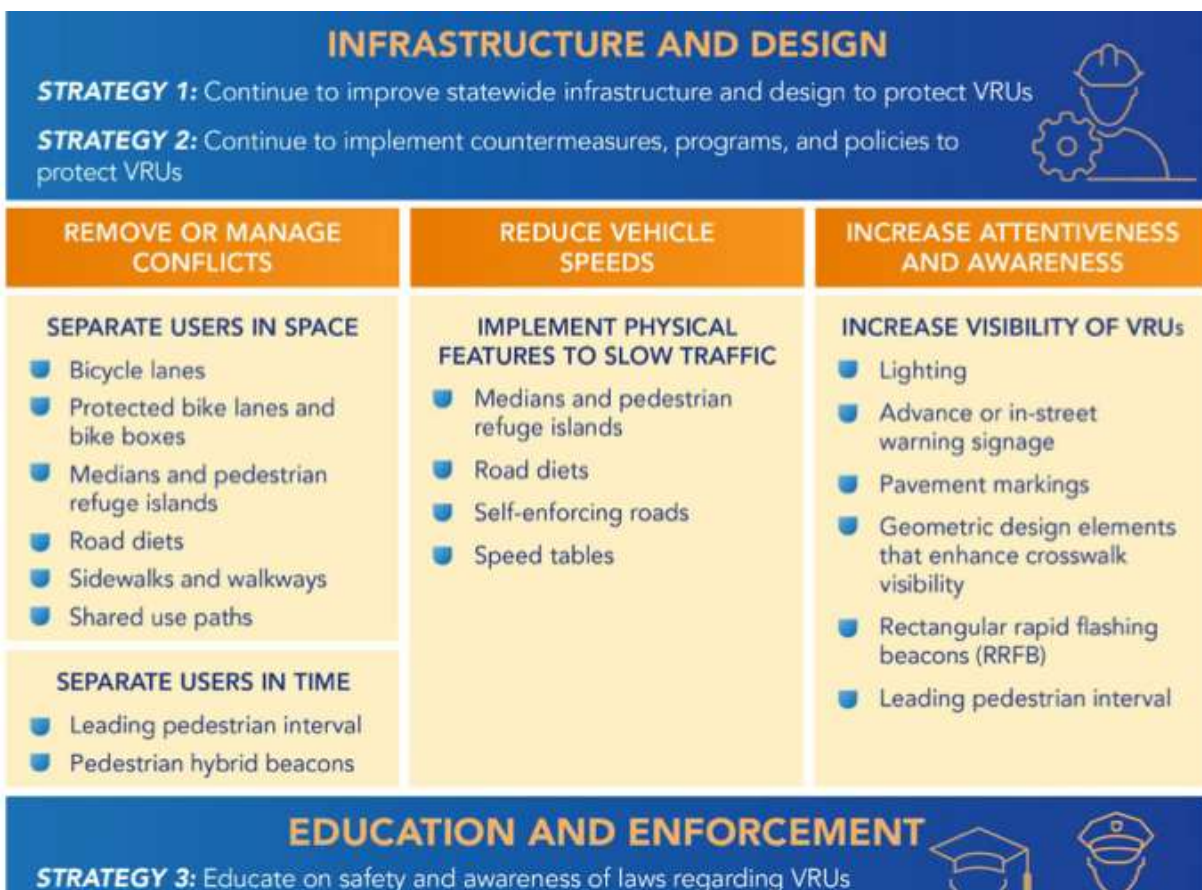 INFRASTRUCTURE AND DESIGN
STRATEGY 1: Continue to improve statewide infrastructure and design to protect VRUs
STRATEGY 2: Continue to implement countermeasures, programs, and policies to
protect VRUs
REMOVE OR MANAGE
CONFLICTS
SEPARATE USERS IN SPACE
Bicycle lanes
Protected bike lanes and
bike boxes
Medians and pedestrian
refuge islands
Road diets
Sidewalks and walkways
Shared use paths
SEPARATE USERS IN TIME
Leading pedestrian interval
Pedestrian hybrid beacons
REDUCE VEHICLE
SPEEDS
IMPLEMENT PHYSICAL
FEATURES TO SLOW TRAFFIC
Medians and pedestrian
refuge islands
Road diets
Self-enforcing roads
Speed tables
INCREASE ATTENTIVENESS
AND AWARENESS
INCREASE VISIBILITY OF VRUs
Lighting
Advance or in-street
warning signage
Pavement markings
Geometric design elements
that enhance crosswalk
visibility
Rectangular rapid flashing
beacons (RRFB)
Leading pedestrian interval
EDUCATION AND ENFORCEMENT
STRATEGY 3: Educate on safety and awareness of laws regarding VRUs